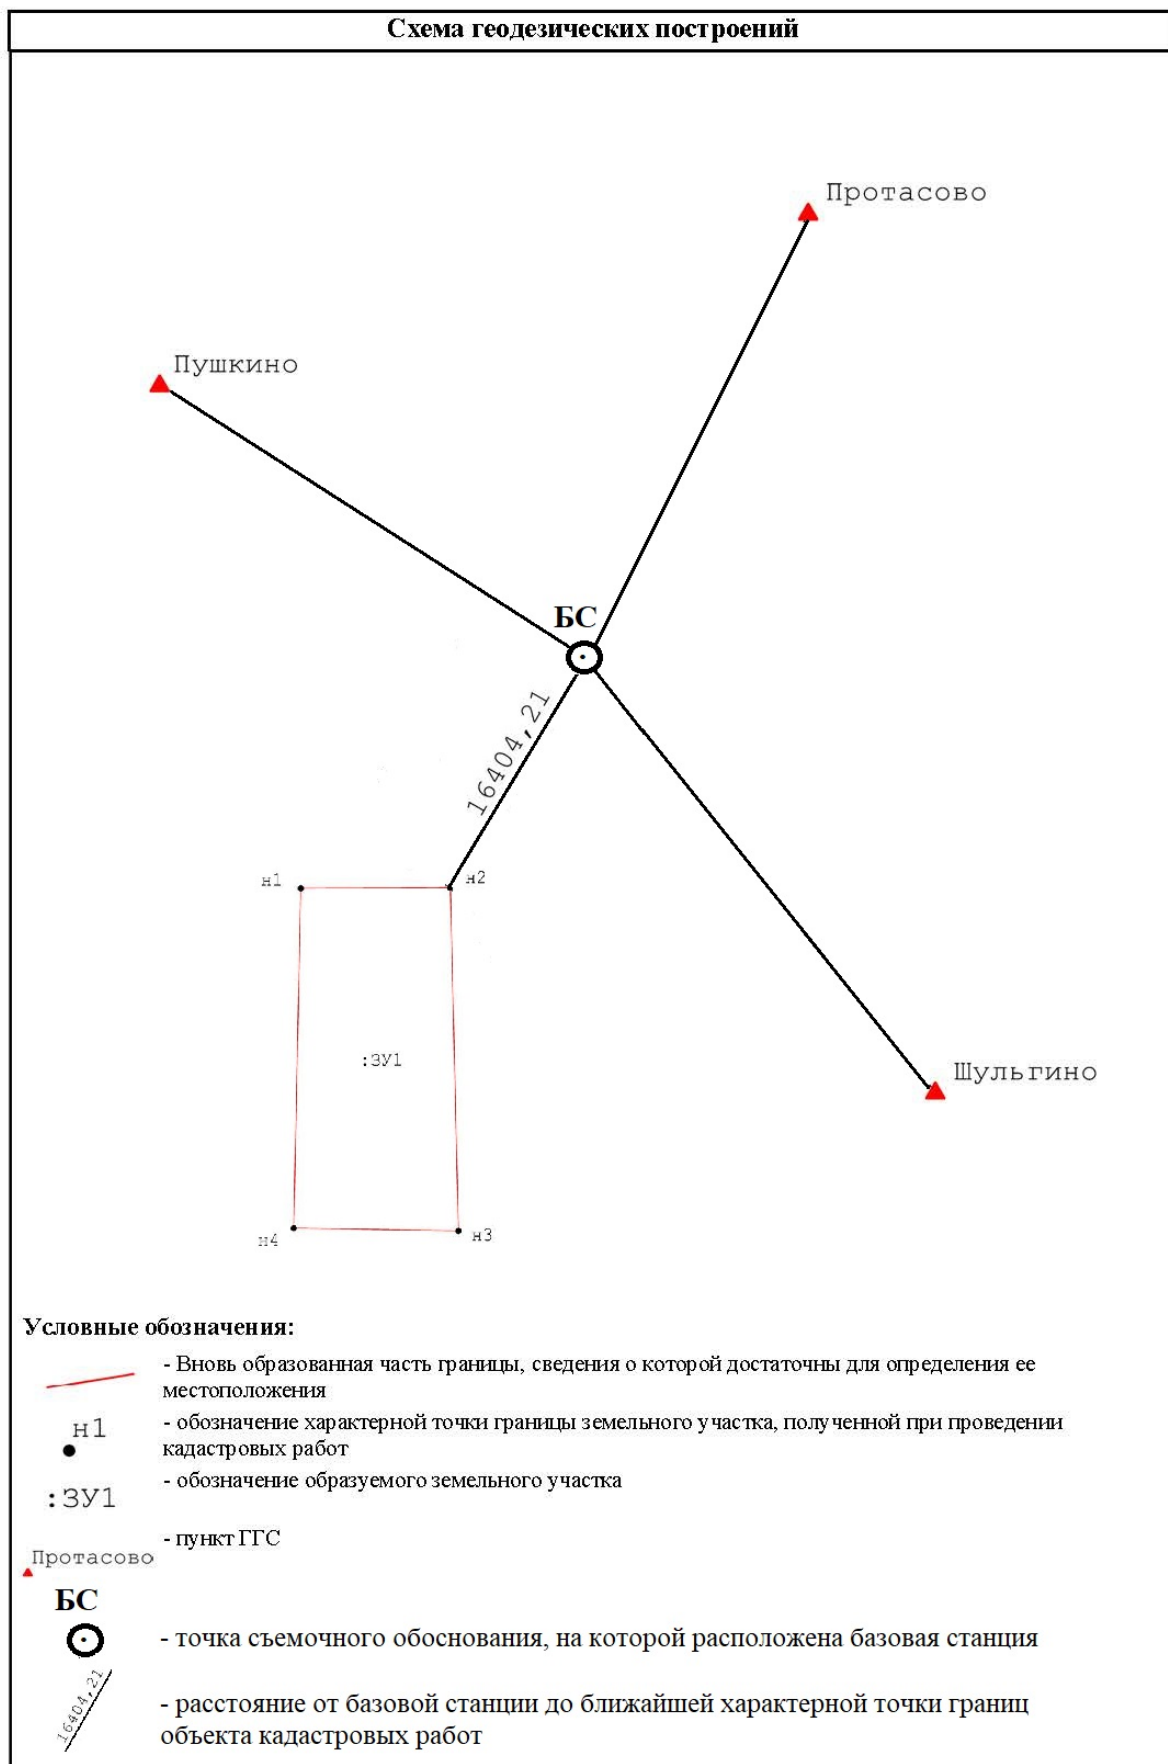 Схема геодезических построений
Протасово
Пушкино
БС
16404,21
н1
н2
:ЗУ1
Шульгино
н4
н3
Условные обозначения:
- Вновь образованная часть границы, сведения о которой достаточны для определения ее
местоположения
н1
- обозначение характерной точки границы земельного участка, полученной при проведении
кадастровых работ
:ЗУ1
- обозначение образуемого земельного участка
- пункт ГГС
Протасово
БС
- точка съемочного обоснования, на которой расположена базовая станция
16404,21
- расстояние от базовой станции до ближайшей характерной точки границ
объекта кадастровых работ